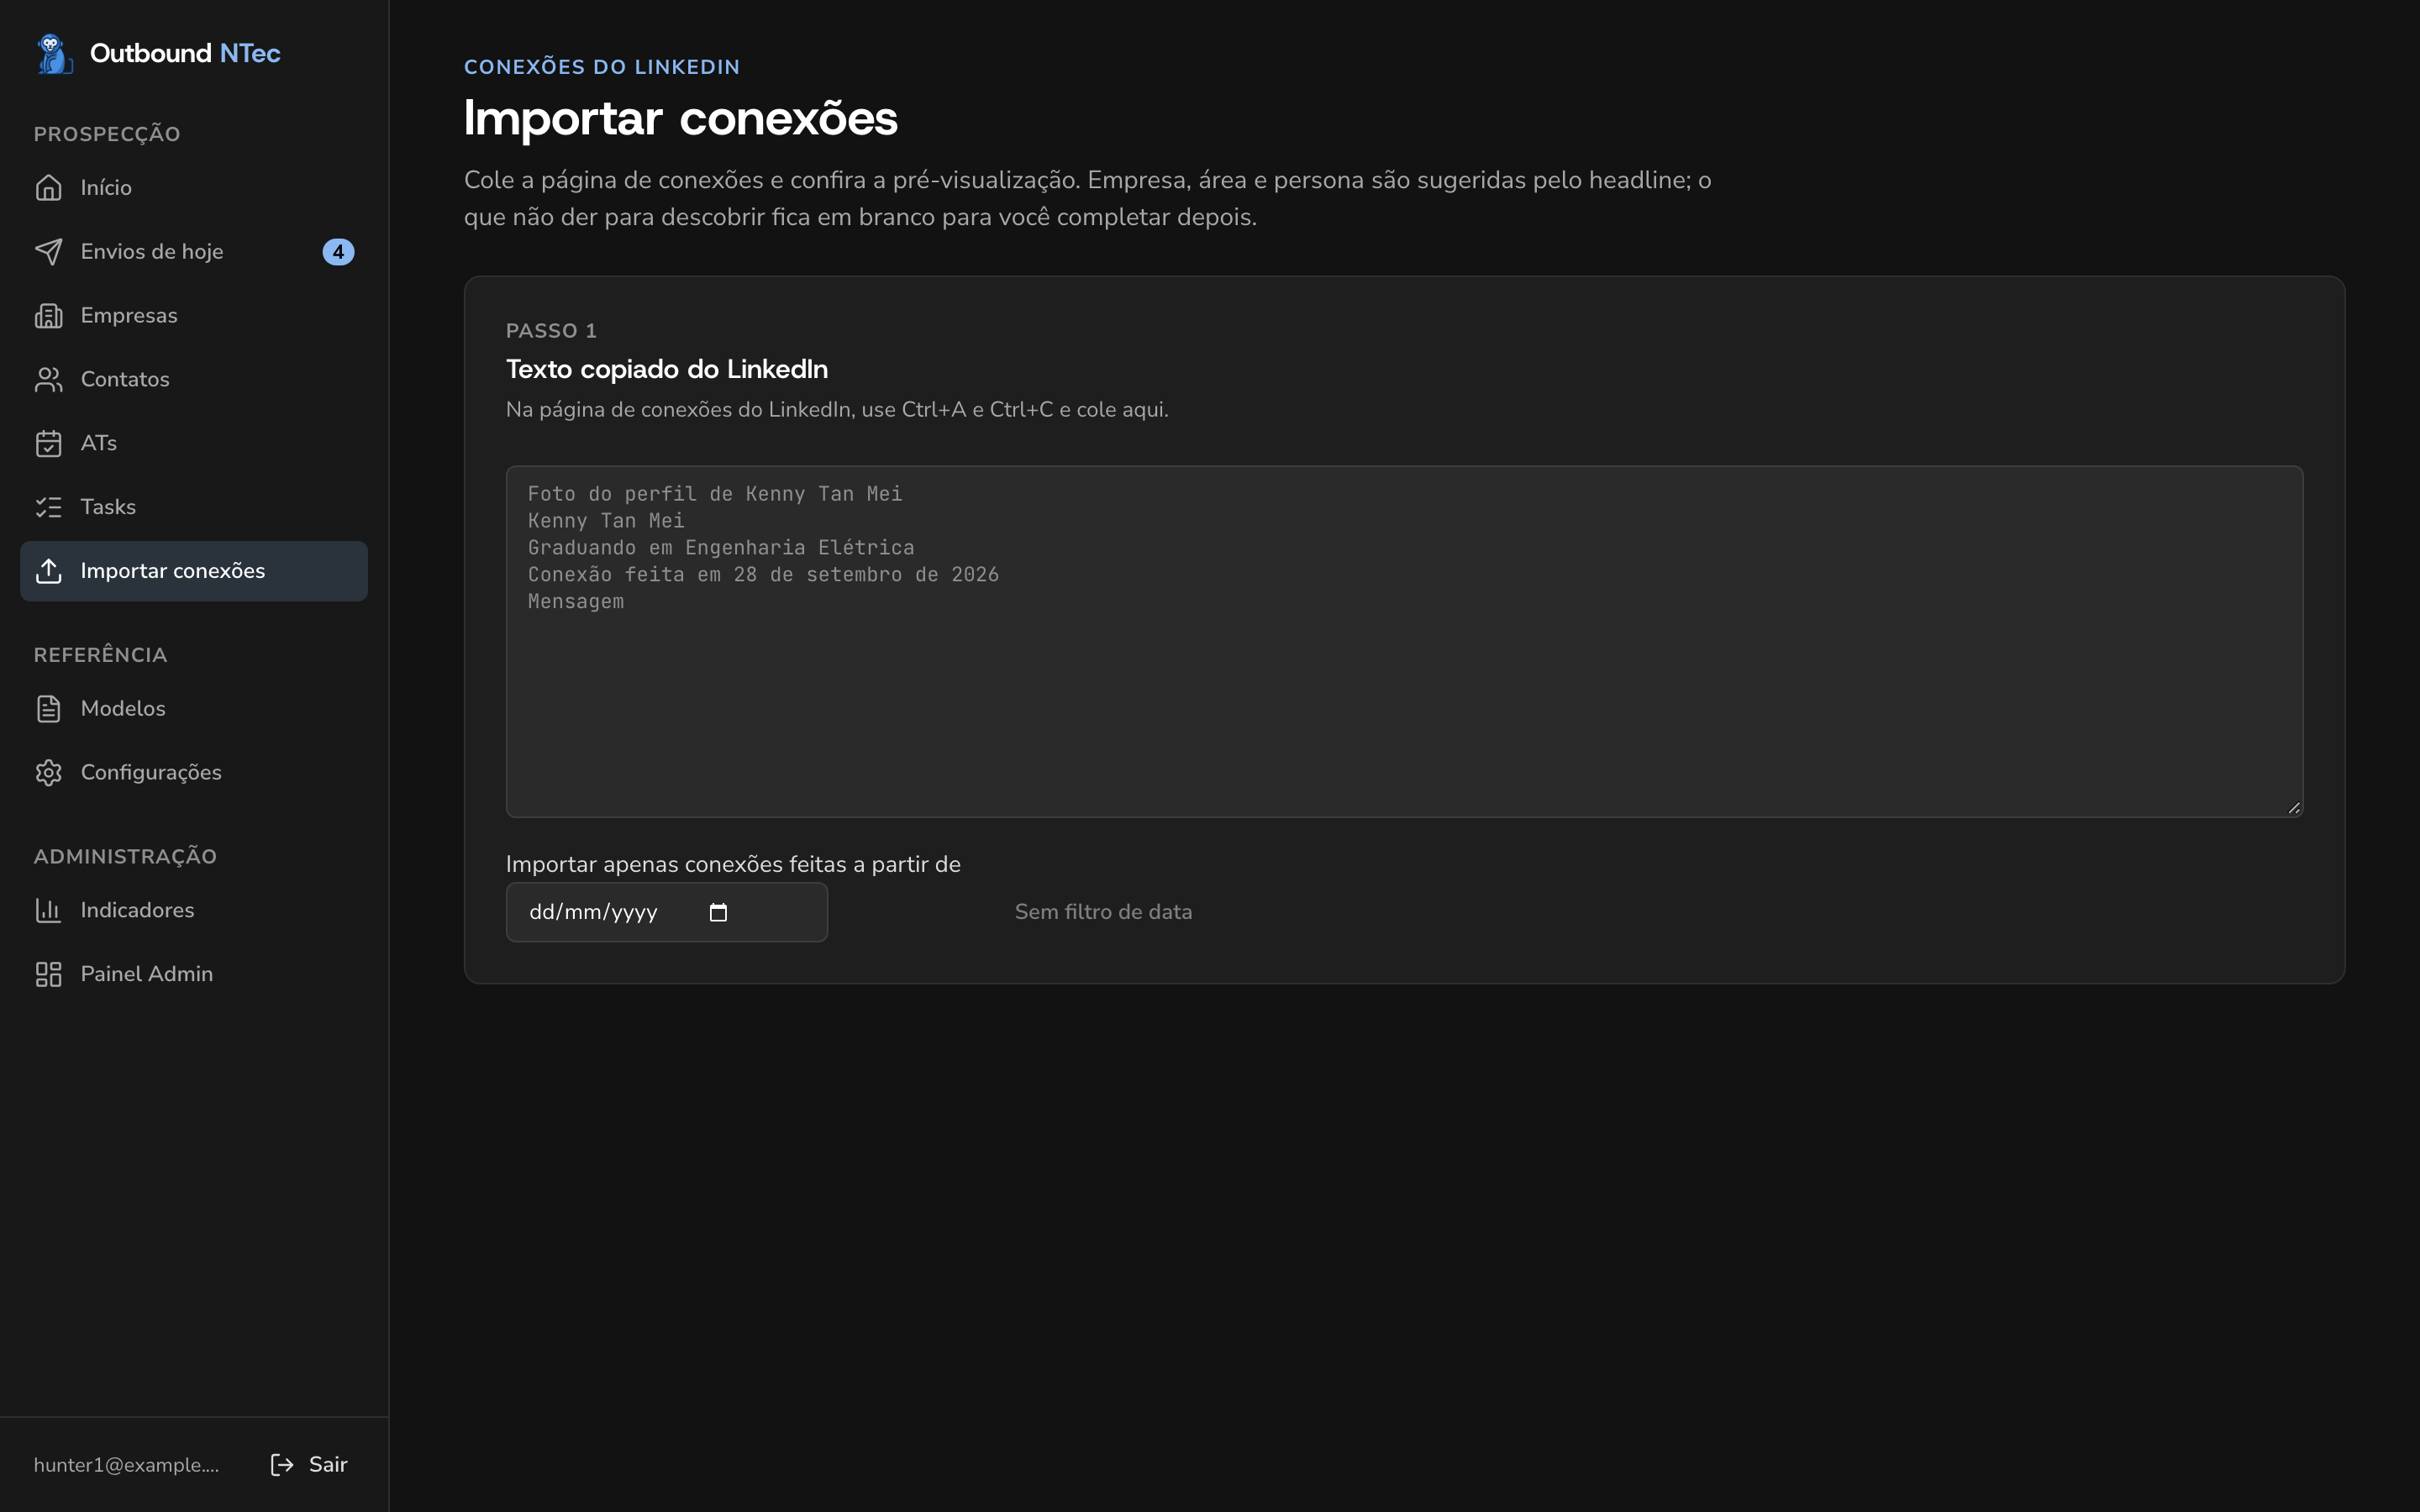 Outbound NTec
PROSPECÇÃO
Início
Envios de hoje
4
Empresas
Contatos
ATs
Tasks
Importar conexões
REFERÊNCIA
Modelos
Configurações
ADMINISTRAÇÃO
Indicadores
Painel Admin
hunter1@example....
Sair
CONEXÕES DO LINKEDIN
Importar conexões
Cole a página de conexões e confira a pré-visualização. Empresa, área e persona são sugeridas pelo headline; o
que não der para descobrir fica em branco para você completar depois.
PASSO 1
Texto copiado do LinkedIn
Na página de conexões do LinkedIn, use Ctrl+A e Ctrl+C e cole aqui.
Foto do perfil de Kenny Tan Mei
Kenny Tan Mei
Graduando em Engenharia Elétrica
Conexão feita em 28 de setembro de 2026
Mensagem
Importar apenas conexões feitas a partir de
dd/mm/yyyy
Sem filtro de data